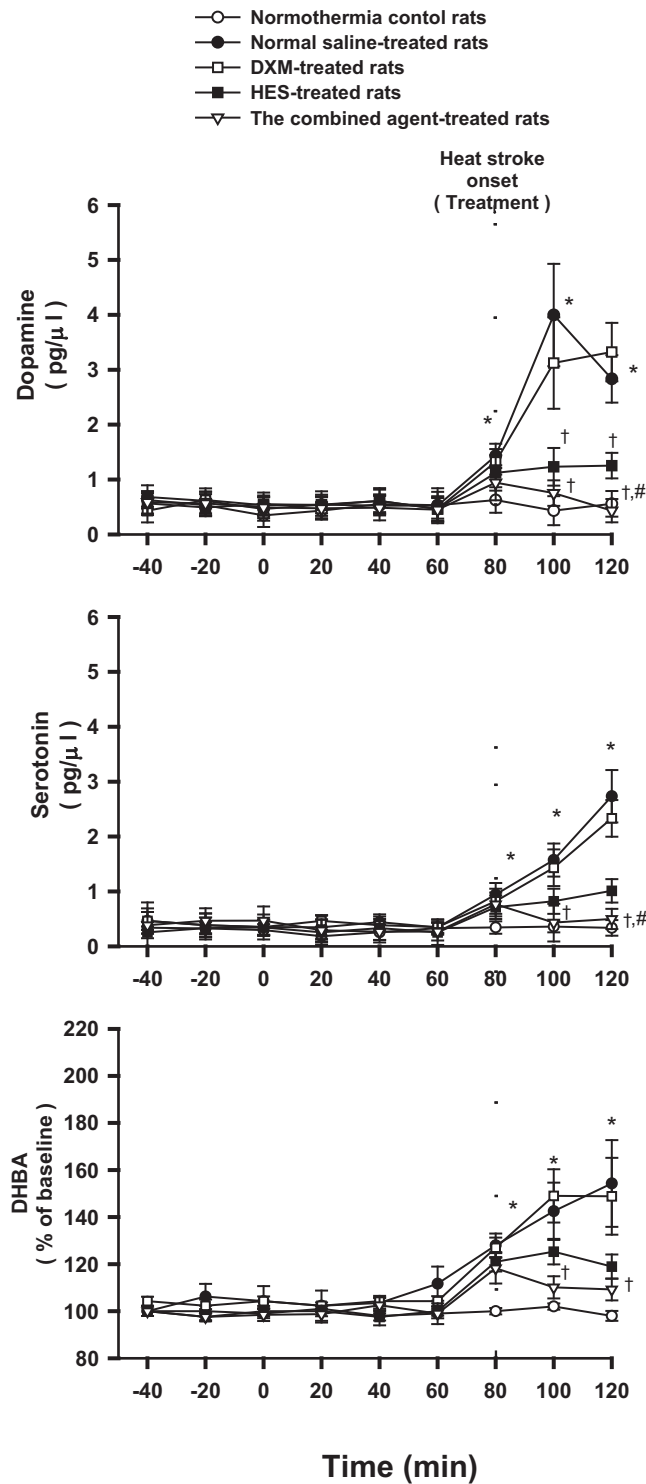 Normothermia contol rats
Normal saline-treated rats
DXM-treated rats
HES-treated rats
The combined agent-treated rats
Heat stroke
onset
( Treatment )
Dopamine
( pg/μ l )
6
5
4
3
2
1
0
*
*
*
†
†
†
†,#
-40 -20 0 20 40 60 80 100 120
Serotonin
( pg/μ l )
6
5
4
3
2
1
0
*
*
*
†
†,#
-40 -20 0 20 40 60 80 100 120
DHBA
( % of baseline )
220
200
180
160
140
120
100
80
*
*
*
†
†
-40 -20 0 20 40 60 80 100 120
Time (min)